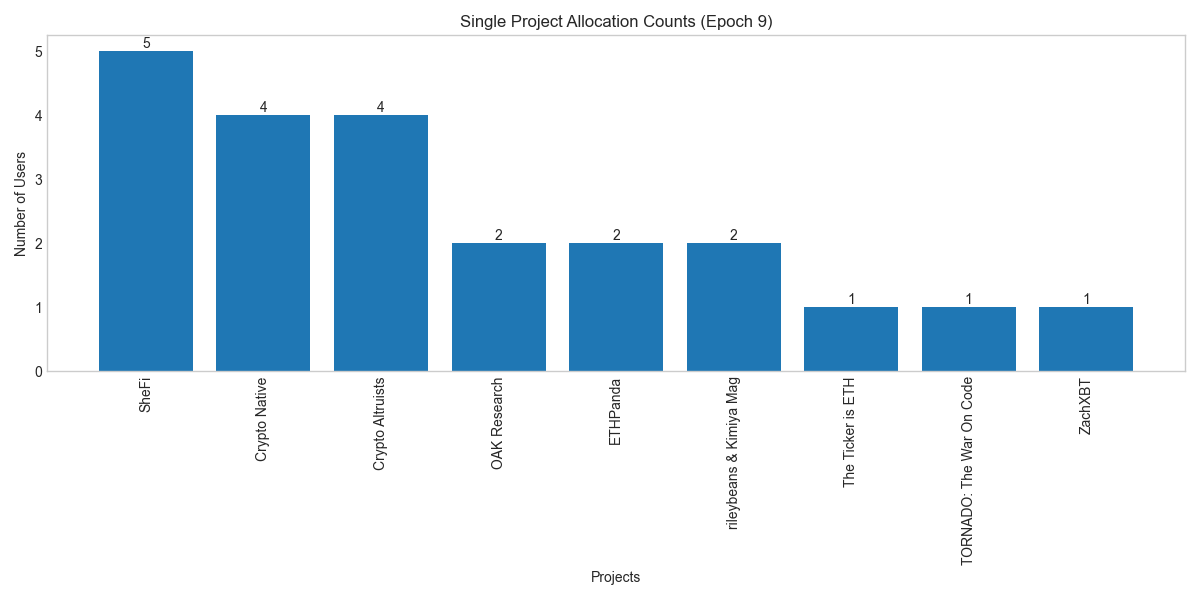 Single Project Allocation Counts (Epoch 9)
Number of Users
5
4
3
2
1
0
5
4
4
2
2
2
1
1
1
SheFi
Crypto Native
Crypto Altruists
OAK Research
ETHPanda
rileybeans & Kimiya Mag
The Ticker is ETH
TORNADO: The War On Code
ZachXBT
Projects